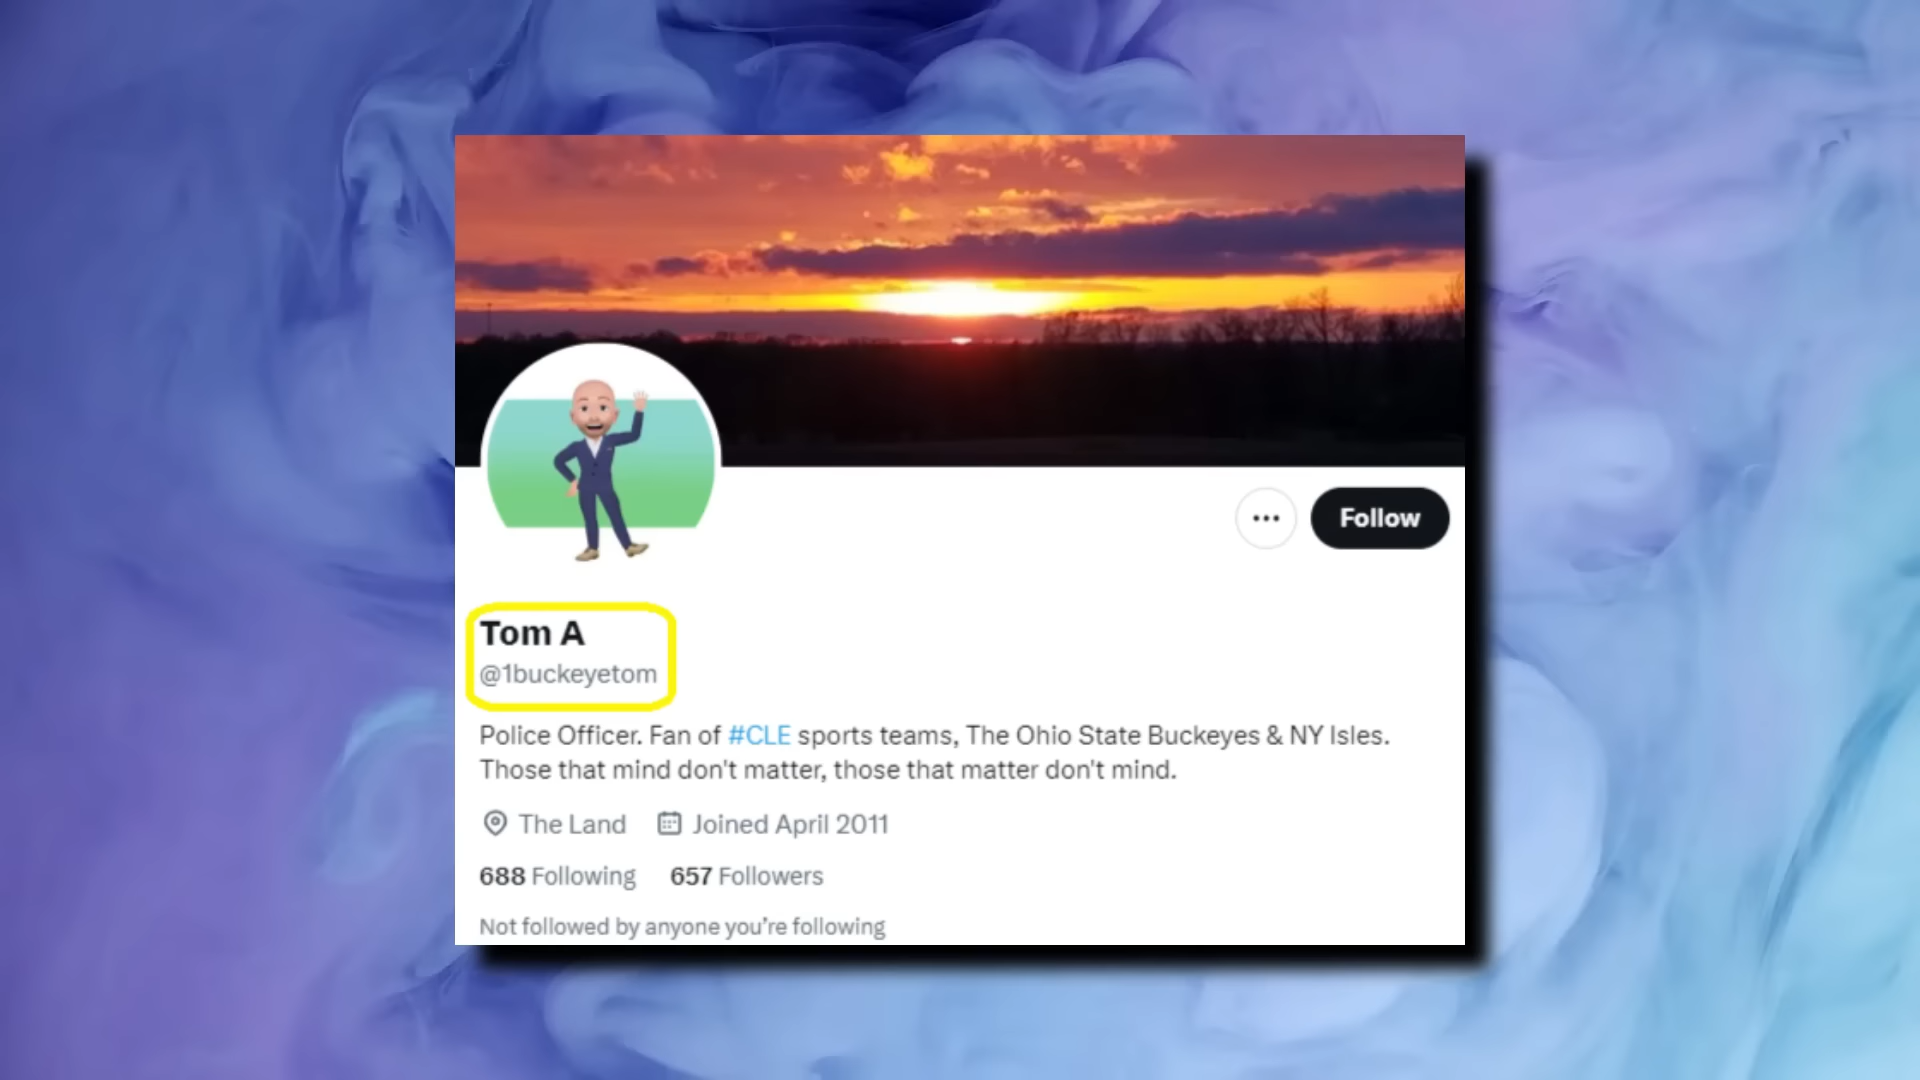 Follow
Tom A
@1buckeyetom
Police Officer. Fan of #CLE sports teams, The Ohio State Buckeyes & NY Isles.
Those that mind don't matter, those that matter don't mind.
The Land Joined April 2011
688 Following 657 Followers
Not followed by anyone you’re following